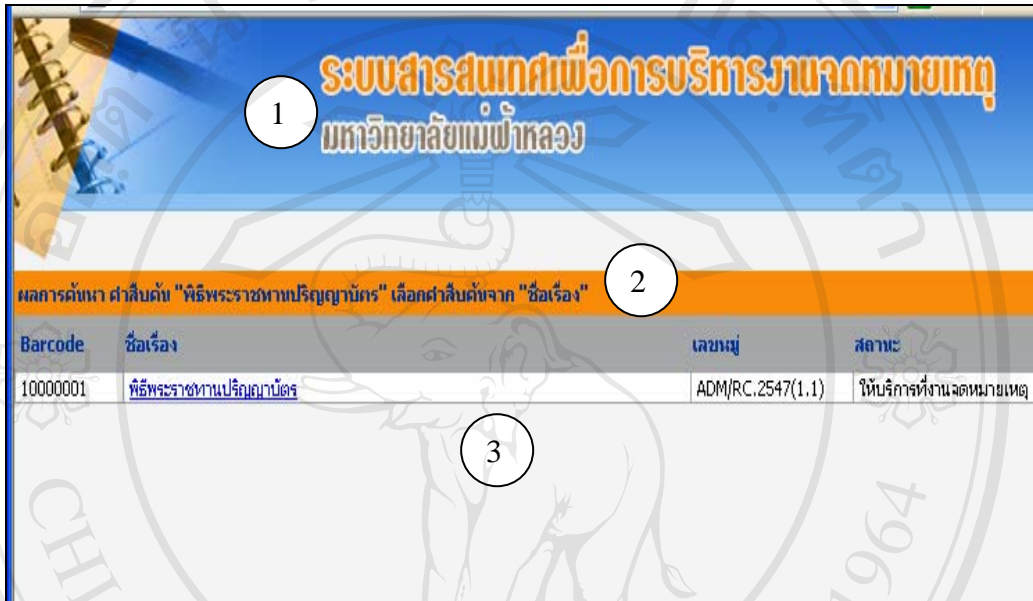 ระบบสารสนเทศเพื่อการบริหารงานจดหมายเหตุ
1
มหาวิทยาลัยแม่ฟ้าหลวง
2
ผลการค้นหา คำสืบค้น "พิธีพระราชทานปริญญาบัตร" เลือกคำสืบค้นจาก "ชื่อเรื่อง"
Barcode ชื่อเรื่อง เลขหมู่ สถานะ
10000001 พิธีพระราชทานปริญญาบัตร ADM/RC.2547(1.1) ให้บริการที่งานจดหมายเหตุ
3
1964